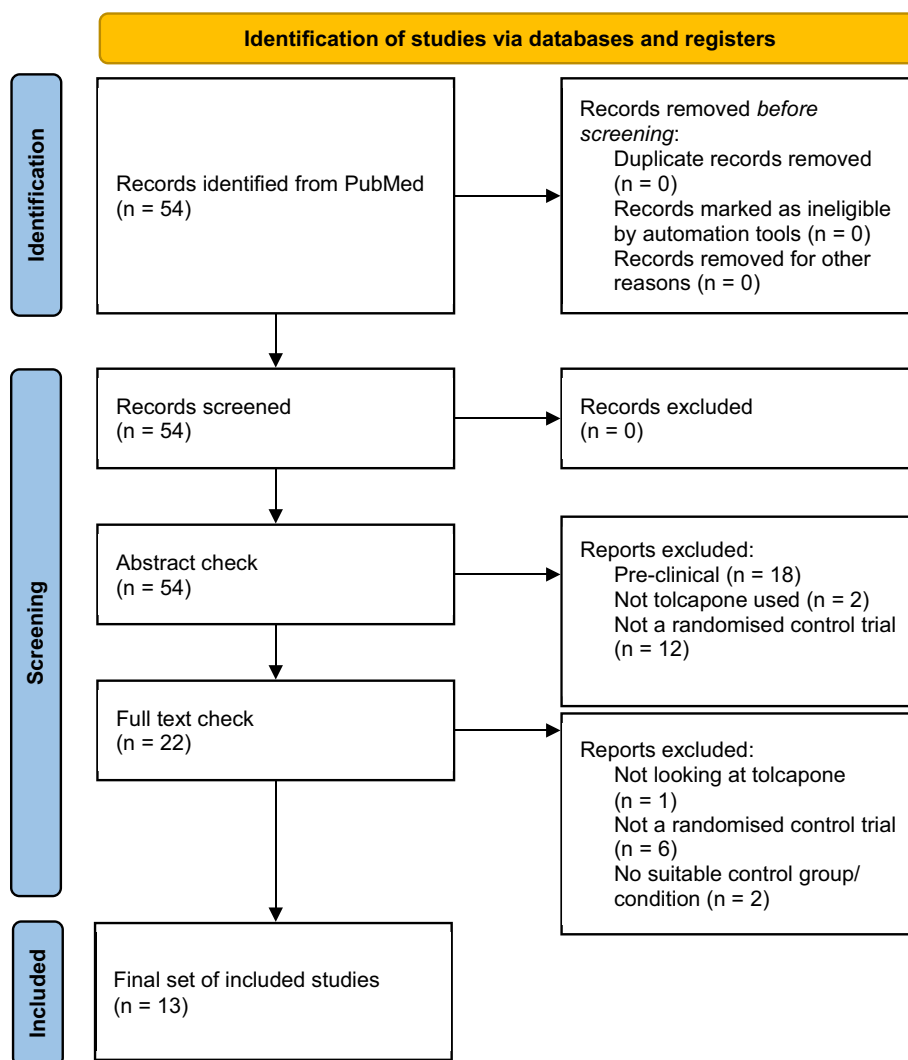 Identification of studies via databases and registers
Identification
Records identified from PubMed
(n = 54)
Records removed before
screening:
Duplicate records removed
(n = 0)
Records marked as ineligible
by automation tools (n = 0)
Records removed for other
reasons (n = 0)
Screening
Records screened
(n = 54)
Records excluded
(n = 0)
Abstract check
(n = 54)
Reports excluded:
Pre-clinical (n = 18)
Not tolcapone used (n = 2)
Not a randomised control trial
(n = 12)
Full text check
(n = 22)
Reports excluded:
Not looking at tolcapone
(n = 1)
Not a randomised control trial
(n = 6)
No suitable control group/
condition (n = 2)
Included
Final set of included studies
(n = 13)